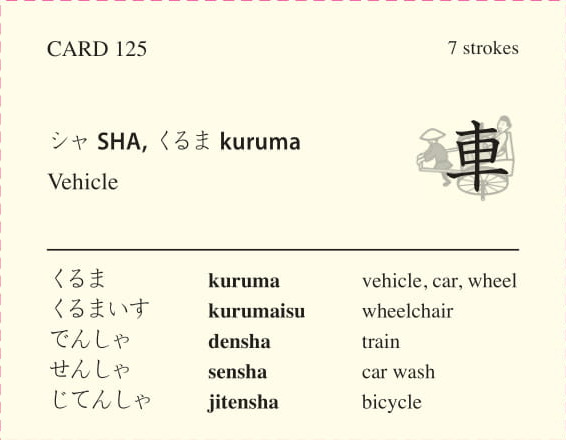 CARD 125 7 strokes
シャ SHA, くるま kuruma
車
Vehicle
くるま kuruma vehicle, car, wheel
くるまいす kurumaisu wheelchair
でんしゃ densha train
せんしゃ sensha car wash
じてんしゃ jitensha bicycle